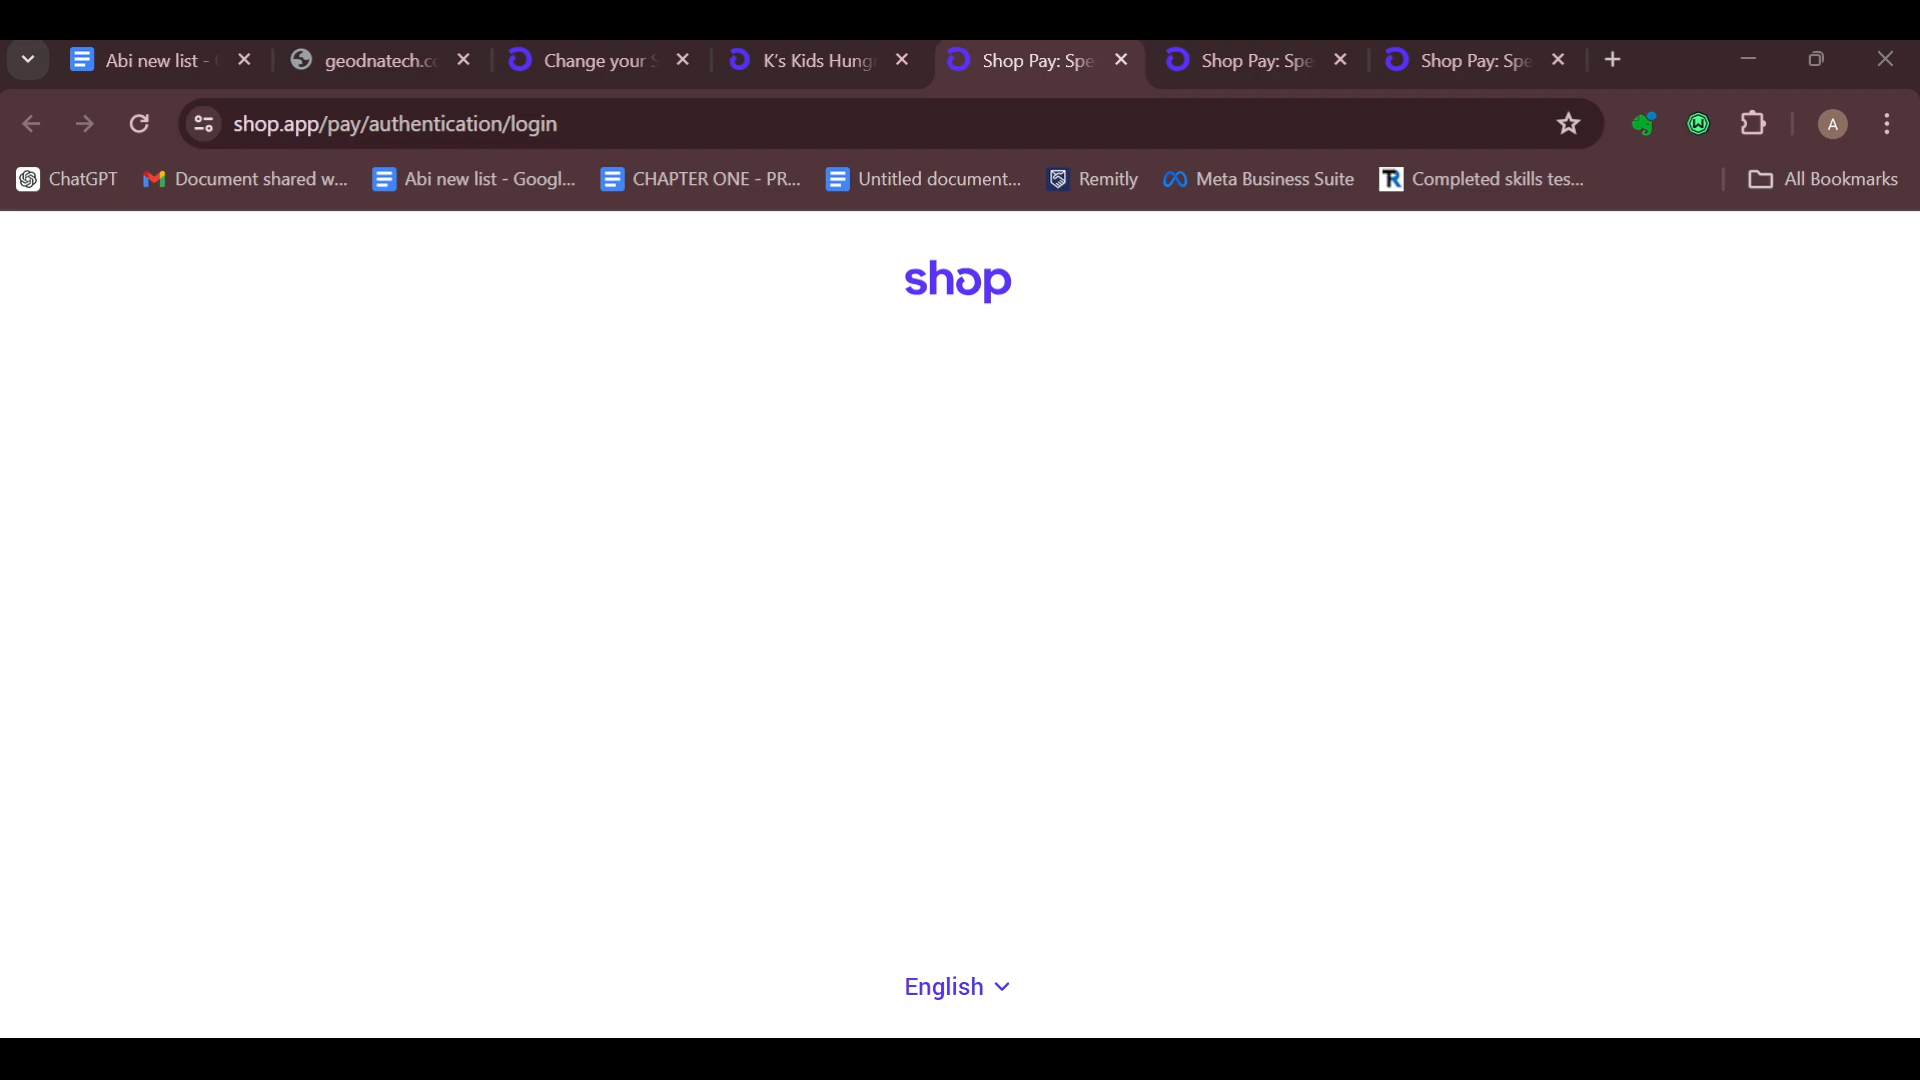 Abi new list -
geodnatech.cc
Change your S
K's Kids Hung
Shop Pay: Spe
Shop Pay: Spe
Shop Pay: Spe
shop.app/pay/authentication/login
A
ChatGPT
Document shared w...
Abi new list - Googl...
CHAPTER ONE - PR...
Untitled document...
Remitly
Meta Business Suite
TR
Completed skills tes...
All Bookmarks
shop
English